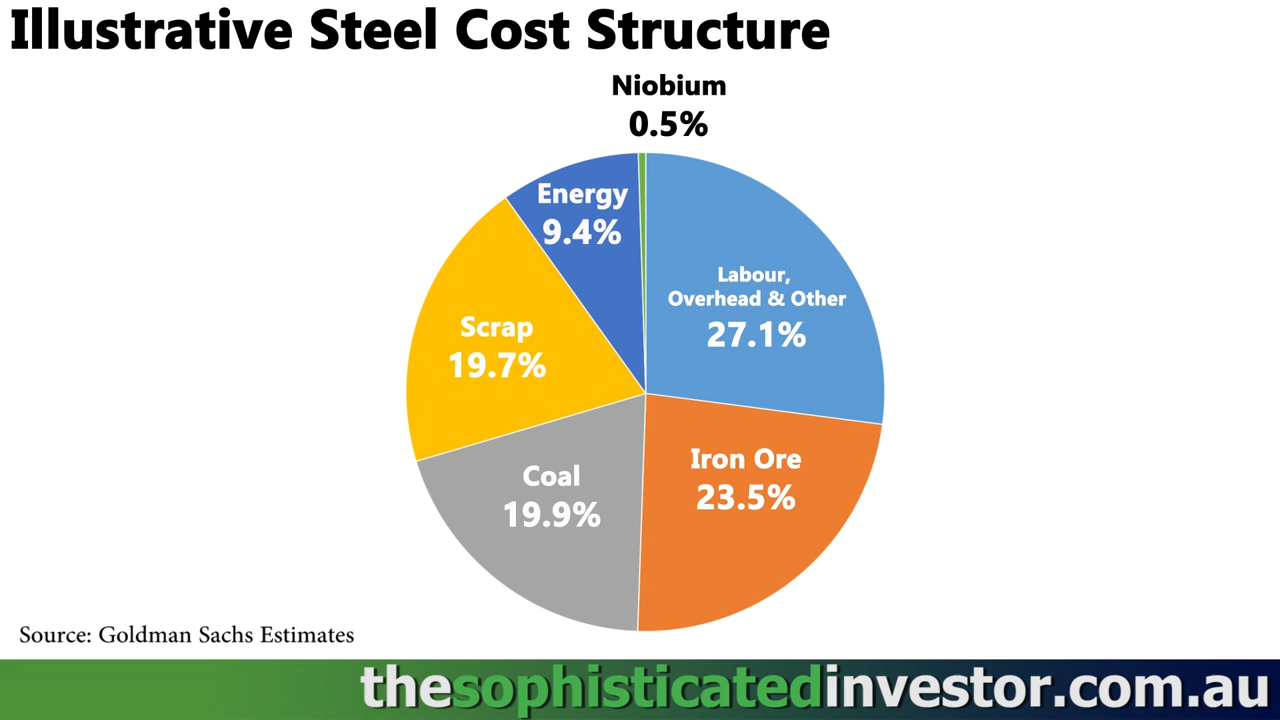 Illustrative Steel Cost Structure
Niobium
0.5%
Energy
9.4%
Labour,
Overhead & Other
27.1%
Scrap
19.7%
Iron Ore
23.5%
Coal
19.9%
Source: Goldman Sachs Estimates
thesophisticatedinvestor.com.au